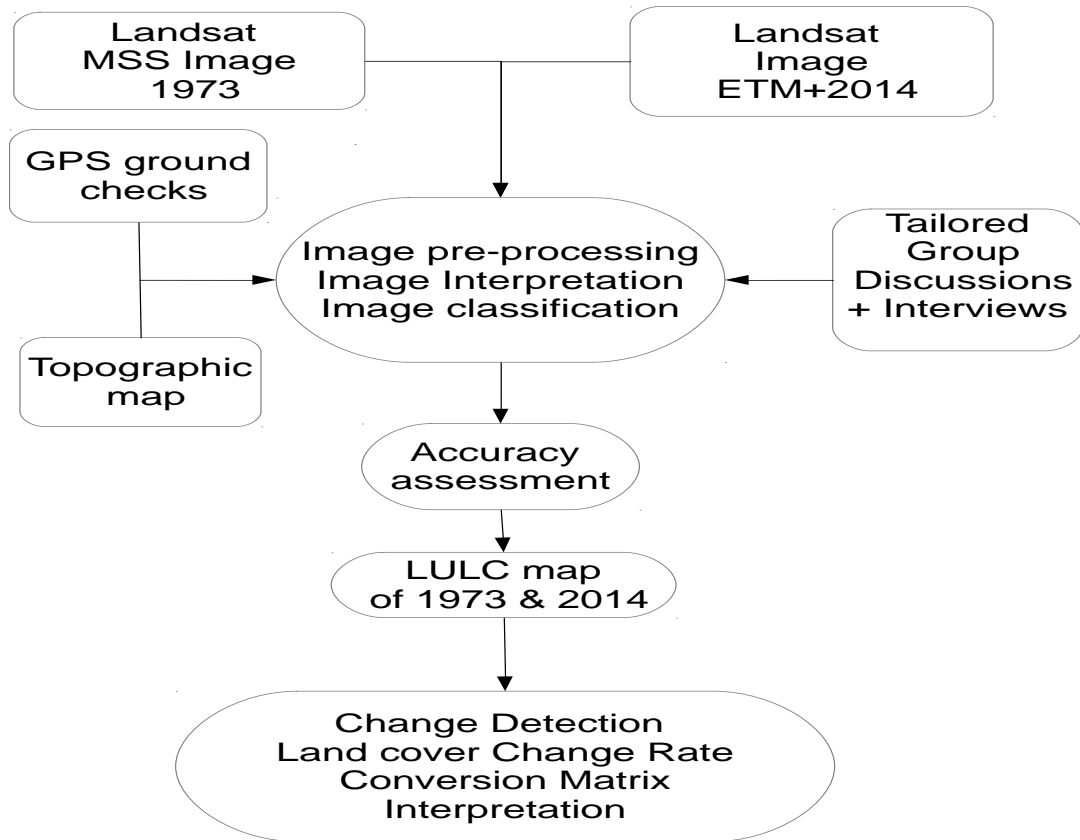 Landsat
MSS Image
1973
Landsat
Image
ETM+2014
GPS ground
checks
Image pre-processing
Image Interpretation
Image classification
Tailored
Group
Discussions
+ Interviews
Topographic
map
Accuracy
assessment
LULC map
of 1973 & 2014
Change Detection
Land cover Change Rate
Conversion Matrix
Interpretation